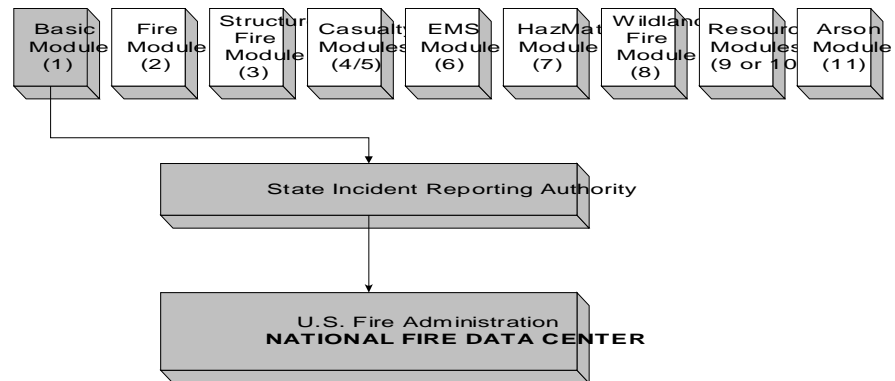 Basic
Module
(1)
Fire
Module
(2)
Structur
Fire
Module
(3)
Casualty
Modules
(4/5)
EMS
Module
(6)
HazMat
Module
(7)
Wildland
Fire
Module
(8)
Resourc
Modules
(9 or 10
Arson
Module
(11)
State Incident Reporting Authority
U.S. Fire Administration
NATIONAL FIRE DATA CENTER